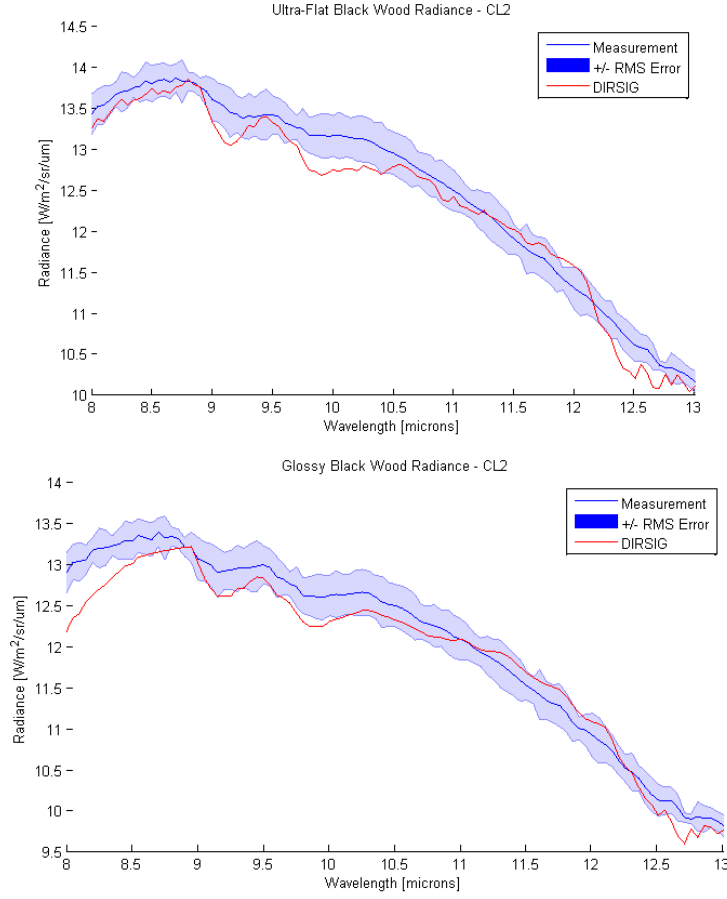 Ultra-Flat Black Wood Radiance - CL2
14.5
14
13.5
13
12.5
12
11.5
11
10.5
10
Radiance [W/m²/sr/um]
Measurement
+/- RMS Error
DIRSIG
8 8.5 9 9.5 10 10.5 11 11.5 12 12.5 13
Wavelength [microns]
Glossy Black Wood Radiance - CL2
14
13.5
13
12.5
12
11.5
11
10.5
10
9.5
Radiance [W/m²/sr/um]
Measurement
+/- RMS Error
DIRSIG
8 8.5 9 9.5 10 10.5 11 11.5 12 12.5 13
Wavelength [microns]